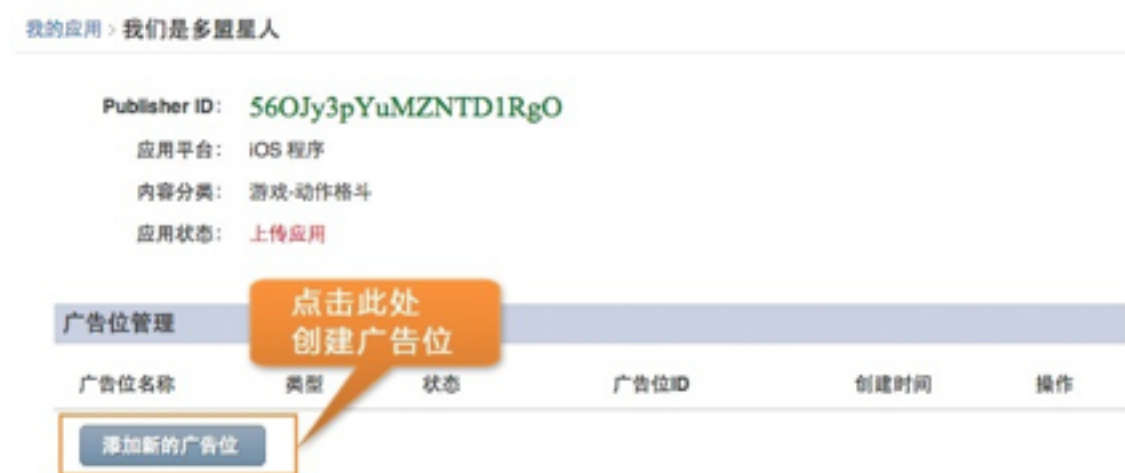 我的应用 > 我们是多盟星人
Publisher ID: 56OJy3pYuMZNTD1RgO
应用平台: iOS 程序
内容分类: 游戏-动作格斗
应用状态: 上传应用
点击此处
创建广告位
广告位管理
广告位名称 类型 状态 广告位ID 创建时间 操作
添加新的广告位